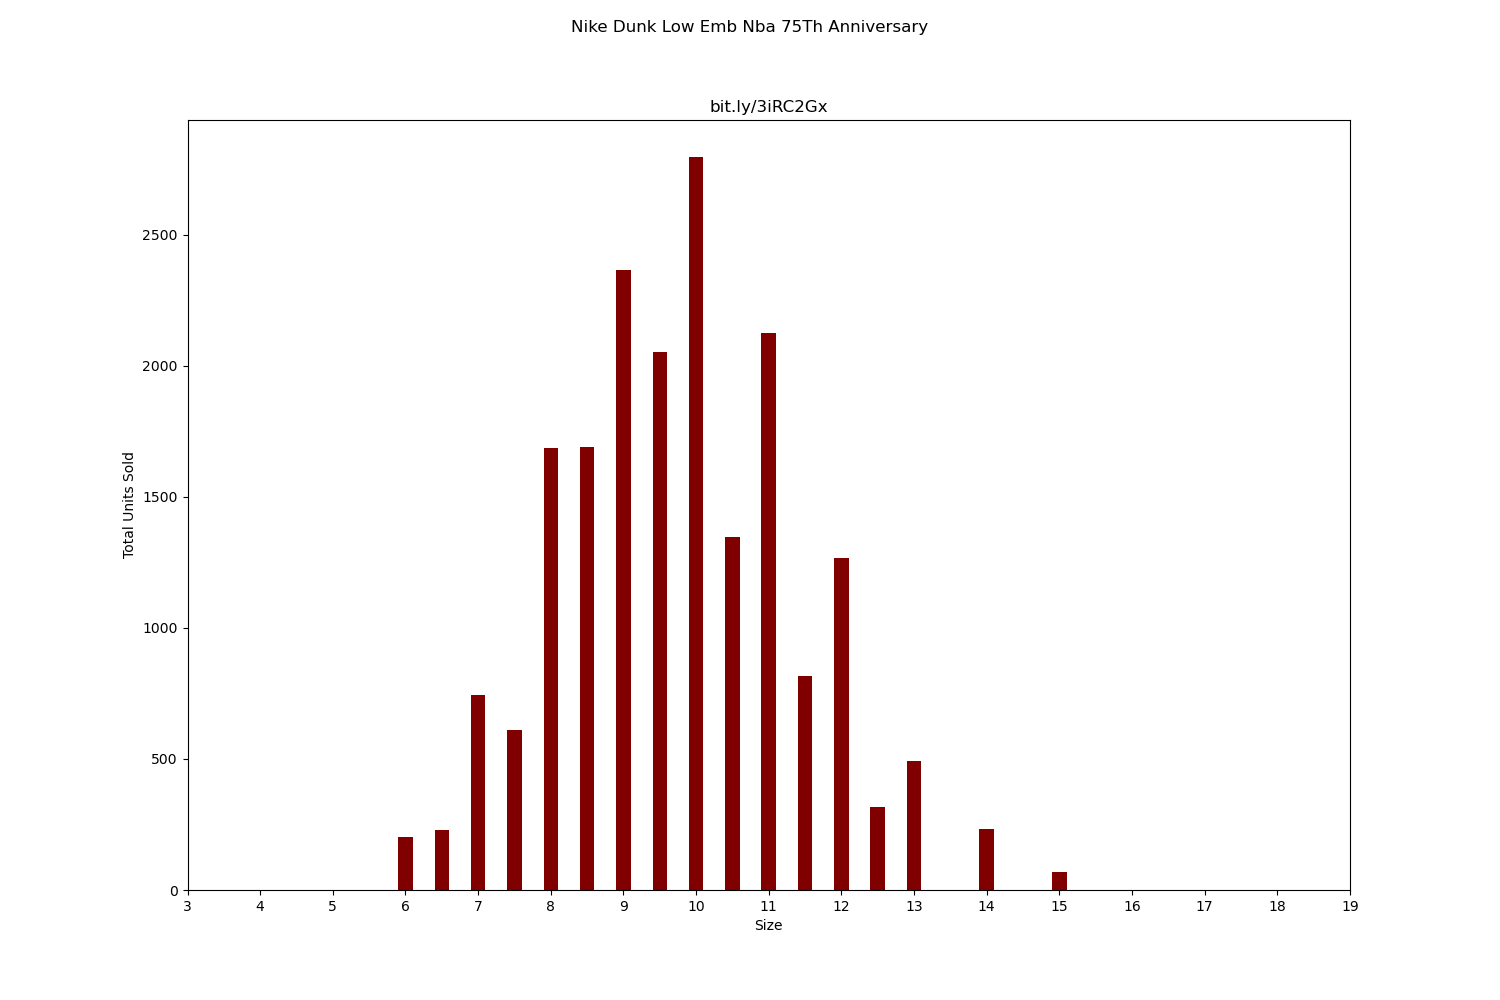 Nike Dunk Low Emb Nba 75Th Anniversary
bit.ly/3iRC2Gx
2500
2000
1500
1000
500
0
Total Units Sold
3 4 5 6 7 8 9 10 11 12 13 14 15 16 17 18 19
Size